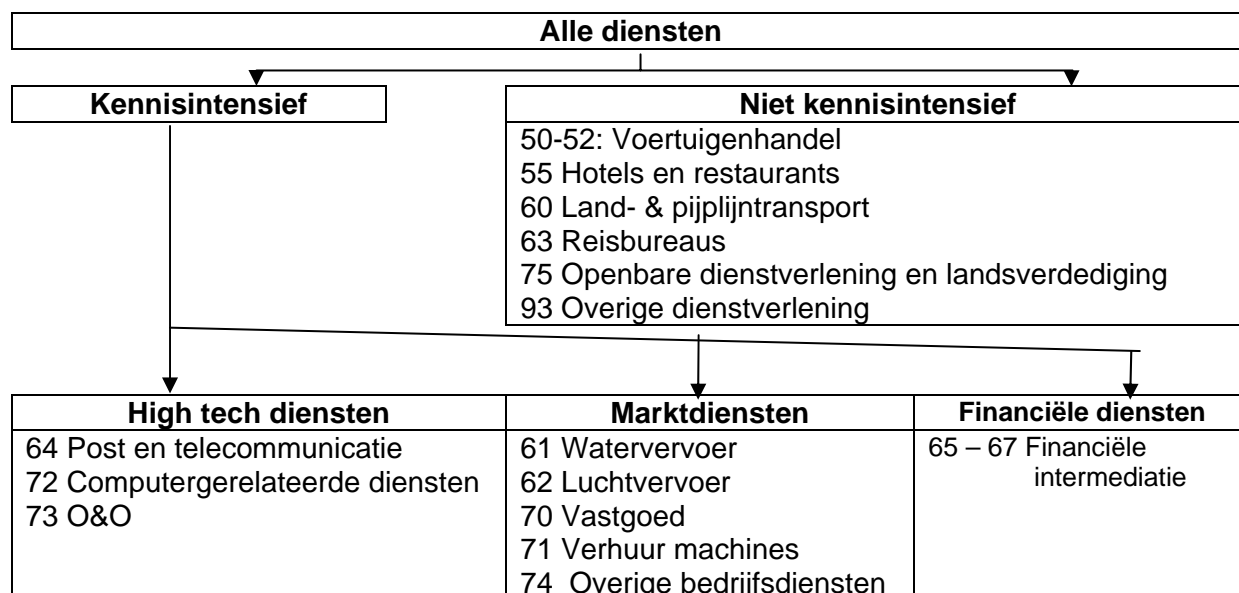 Alle diensten
Kennisintensief
Niet kennisintensief
50-52: Voertuigenhandel
55 Hotels en restaurants
60 Land- & pijplijntransport
63 Reisbureaus
75 Openbare dienstverlening en landsverdediging
93 Overige dienstverlening
High tech diensten
64 Post en telecommunicatie
72 Computergerelateerde diensten
73 O&O
Marktdiensten
61 Watervervoer
62 Luchtvervoer
70 Vastgoed
71 Verhuur machines
74 Overige bedrijfsdiensten
Financiële diensten
65 – 67 Financiële
intermediatie